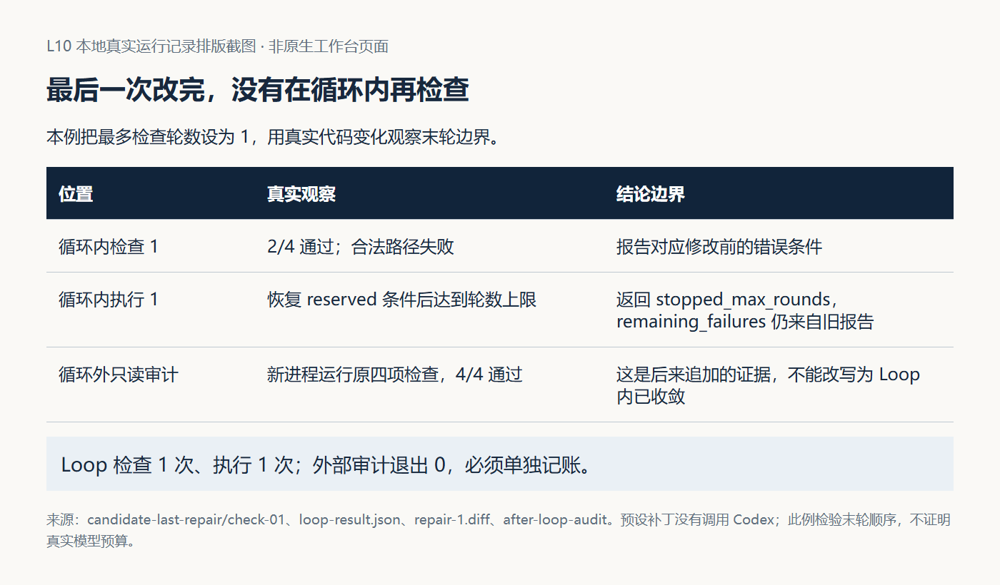 L10 本地真实运行记录排版截图 · 非原生工作台页面
最后一次改完，没有在循环内再检查
本例把最多检查轮数设为 1，用真实代码变化观察末轮边界。
位置 真实观察 结论边界
循环内检查 1 2/4 通过；合法路径失败 报告对应修改前的错误条件
循环内执行 1 恢复 reserved 条件后达到轮数上限 返回 stopped_max_rounds，
remaining_failures 仍来自旧报告
循环外只读审计 新进程运行原四项检查，4/4 通过 这是后来追加的证据，不能改写为 Loop
内已收敛
Loop 检查 1 次、执行 1 次；外部审计退出 0，必须单独记账。
来源：candidate-last-repair/check-01、loop-result.json、repair-1.diff、after-loop-audit。预设补丁没有调用 Codex；此例检验末轮顺序，不证明
真实模型预算。